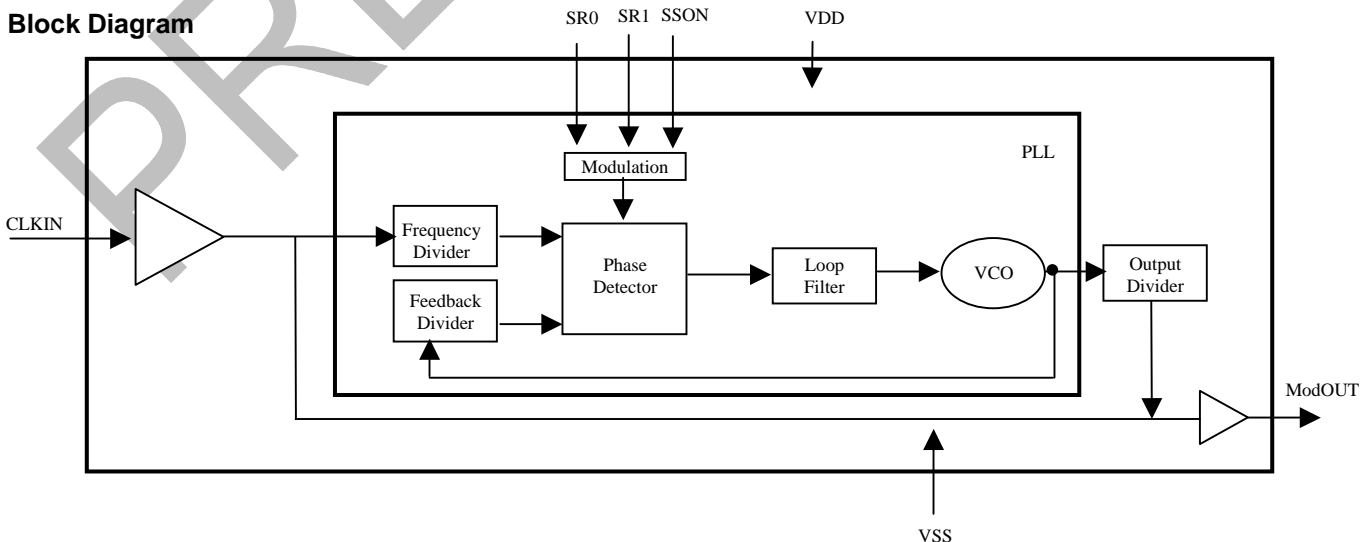 Block Diagram
SR0 SR1 SSON VDD
PLL
Modulation
CLKIN
Frequency
Divider
Phase
Detector
Loop
Filter
VCO
Output
Divider
Feedback
Divider
ModOUT
VSS